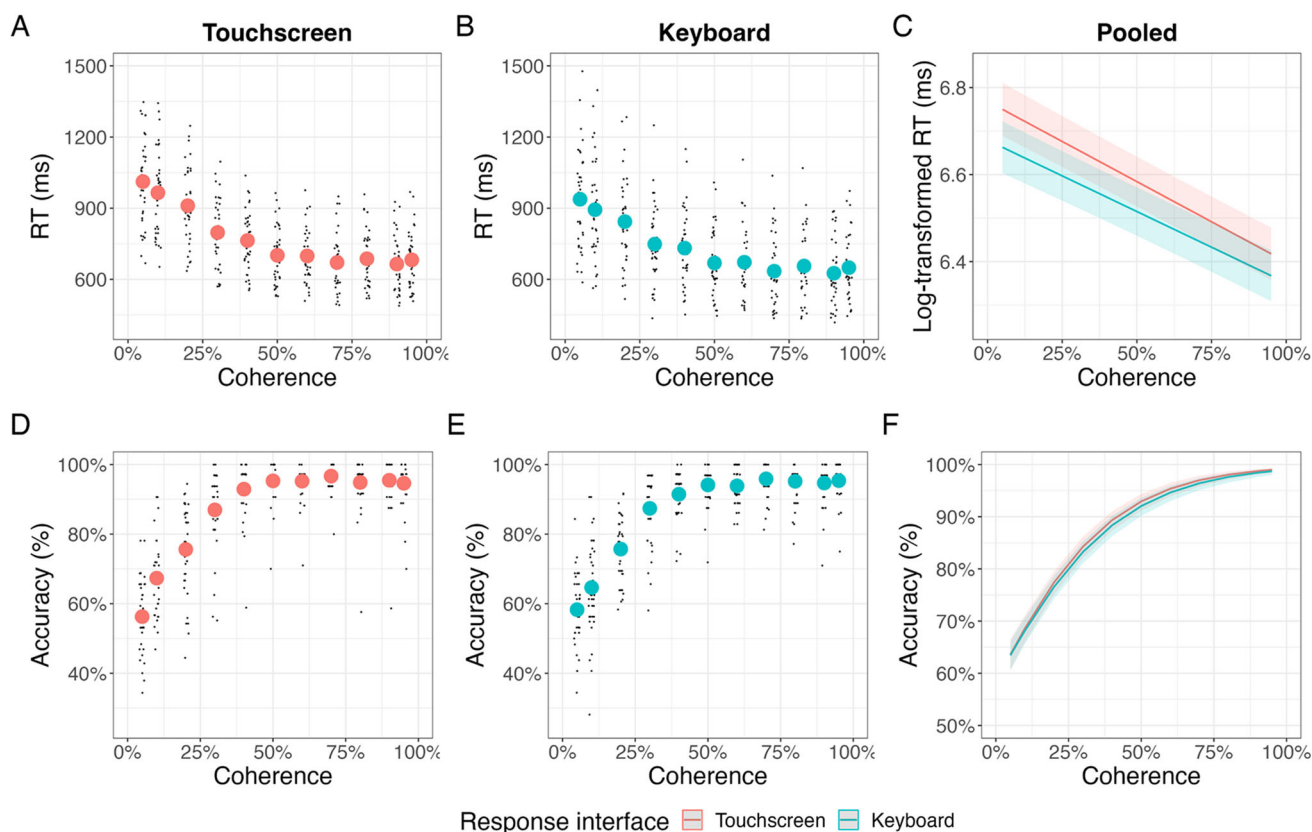 A
Touchscreen
1500
1200
900
600
RT (ms)
0%
25%
50%
75%
100%
Coherence
B
Keyboard
1500
1200
900
600
RT (ms)
0%
25%
50%
75%
100%
Coherence
C
Pooled
6.8
6.6
6.4
Log-transformed RT (ms)
0%
25%
50%
75%
100%
Coherence
D
100%
80%
60%
40%
Accuracy (%)
0%
25%
50%
75%
100%
Coherence
E
100%
80%
60%
40%
Accuracy (%)
0%
25%
50%
75%
100%
Coherence
F
100%
90%
80%
70%
60%
50%
Accuracy (%)
0%
25%
50%
75%
100%
Coherence
Response interface Touchscreen Keyboard